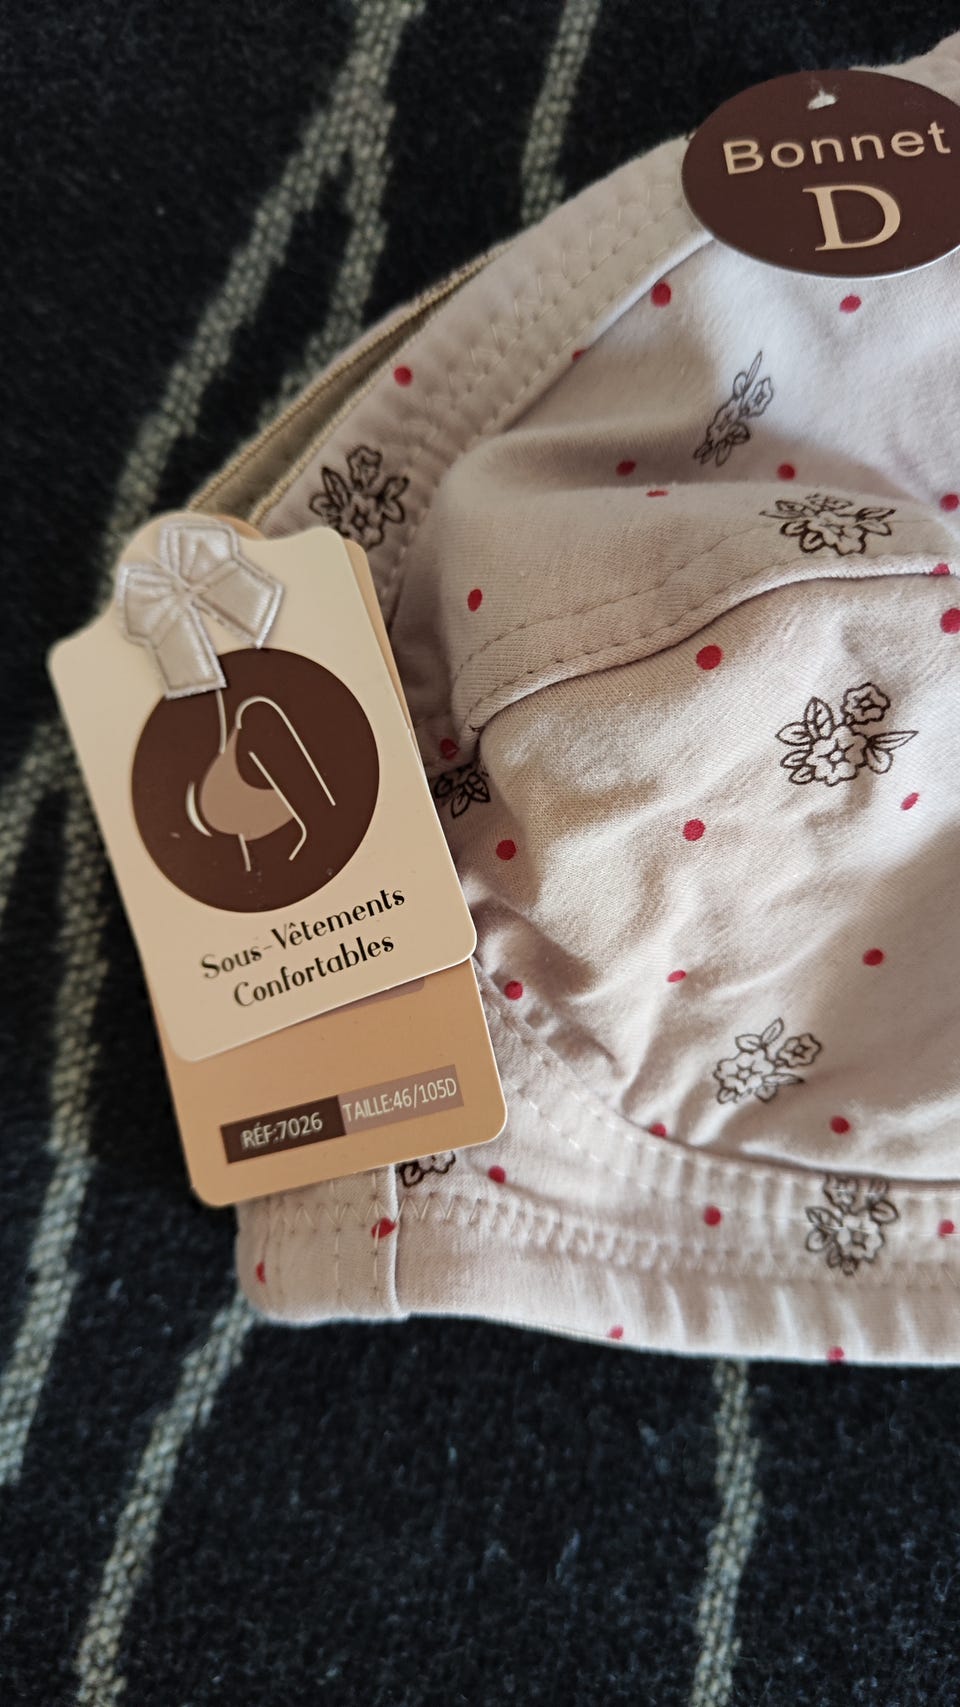 Bonnet
D
Sous-Vêtements
Confortables
RÉF:7026 TAILLE:46/105D